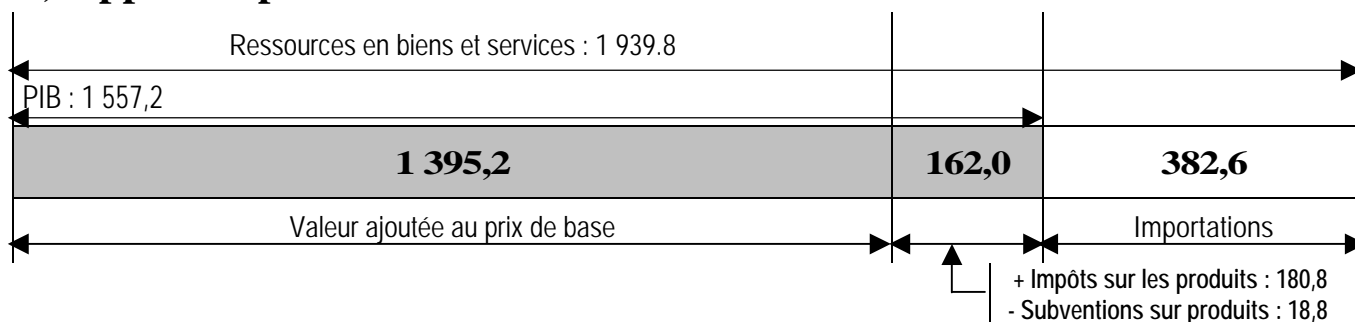 Ressources en biens et services : 1 939.8
PIB : 1 557,2
1 395,2 162,0 382,6
Valeur ajoutée au prix de base Importations
+ Impôts sur les produits : 180,8
- Subventions sur produits : 18,8